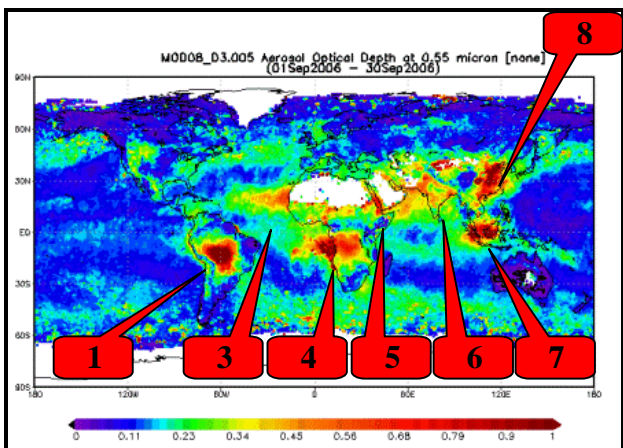 8
MOD08_D3.005 Aerosol Optical Depth at 0.55 micron [none]
(01Sep2006 - 30Sep2006)
90N
60N
30N
EQ
30S
60S
90S
1 3 4 5 6 7
180 120W 60W 0 60E 120E 180
0 0.11 0.23 0.34 0.45 0.56 0.68 0.79 0.9 1